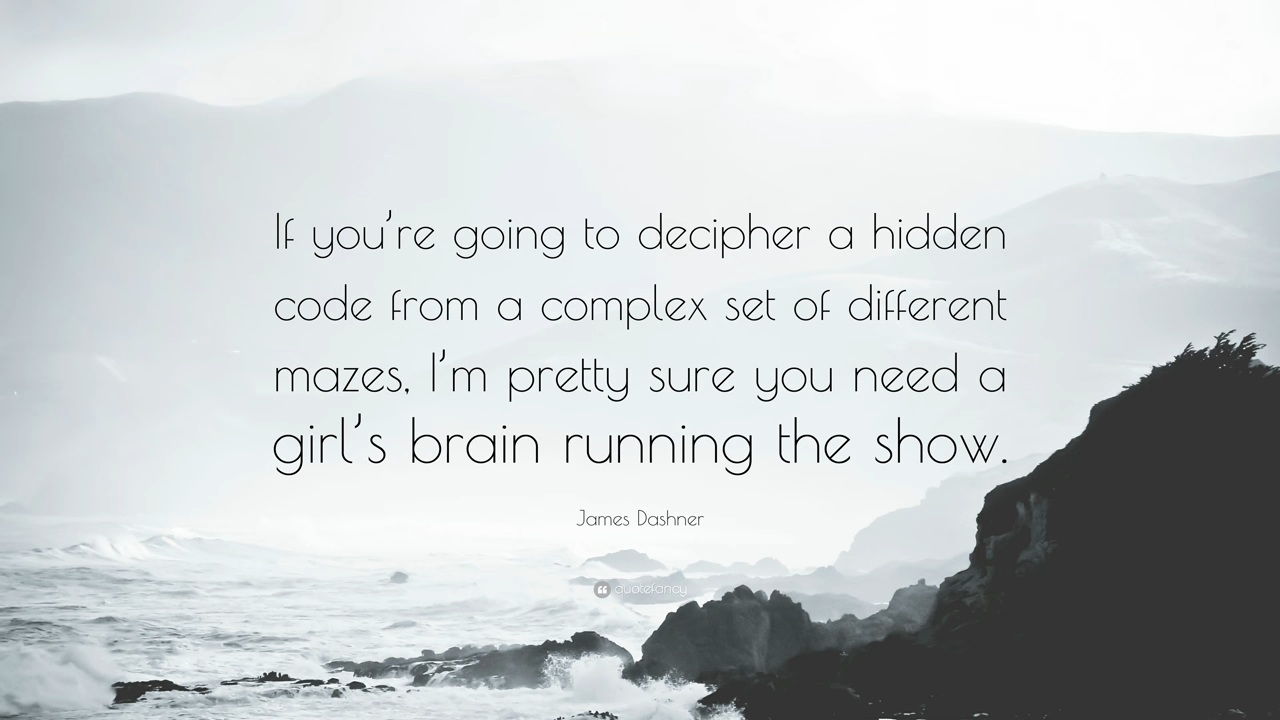 If you’re going to decipher a hidden
code from a complex set of different
mazes, I’m pretty sure you need a
girl’s brain running the show.
James Dashner
quotefancy